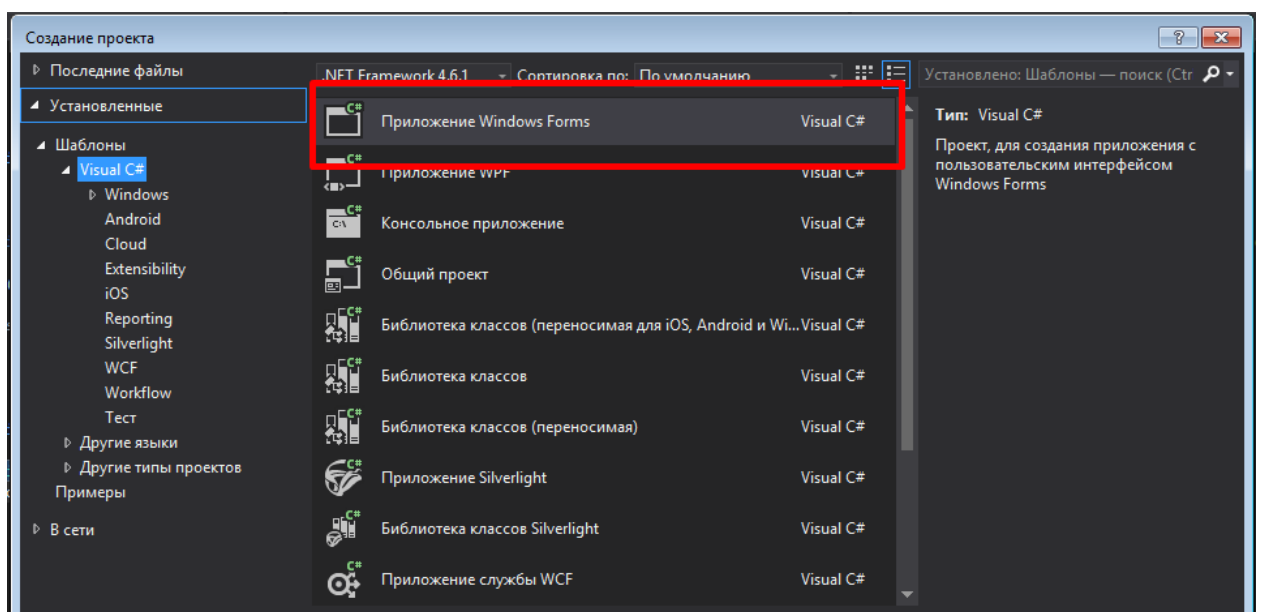 Создание проекта
Последние файлы
.NET Framework 4.6.1 Сортировка по: По умолчанию
Установлено: Шаблоны — поиск (Ctr
Установленные
Шаблоны
Visual C#
Windows
Android
Cloud
Extensibility
iOS
Reporting
Silverlight
WCF
Workflow
Тест
Другие языки
Другие типы проектов
Примеры
В сети
C# Приложение Windows Forms Visual C#
C# Приложение WPF Visual C#
C# Консольное приложение Visual C#
C# Общий проект Visual C#
C# Библиотека классов (переносимая для iOS, Android и Wi... Visual C#
C# Библиотека классов Visual C#
C# Библиотека классов (переносимая) Visual C#
C# Приложение Silverlight Visual C#
C# Библиотека классов Silverlight Visual C#
C# Приложение службы WCF Visual C#
Тип: Visual C#
Проект, для создания приложения с
пользовательским интерфейсом
Windows Forms